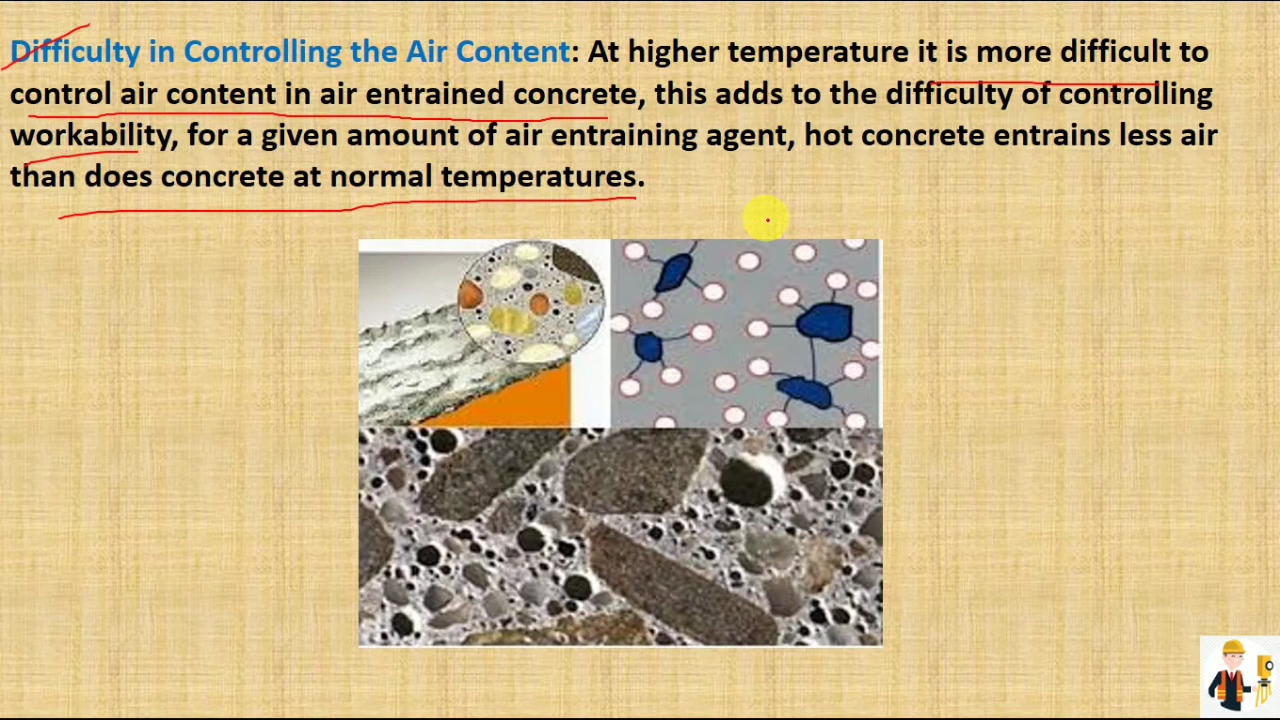 Difficulty in Controlling the Air Content: At higher temperature it is more difficult to
control air content in air entrained concrete, this adds to the difficulty of controlling
workability, for a given amount of air entraining agent, hot concrete entrains less air
than does concrete at normal temperatures.